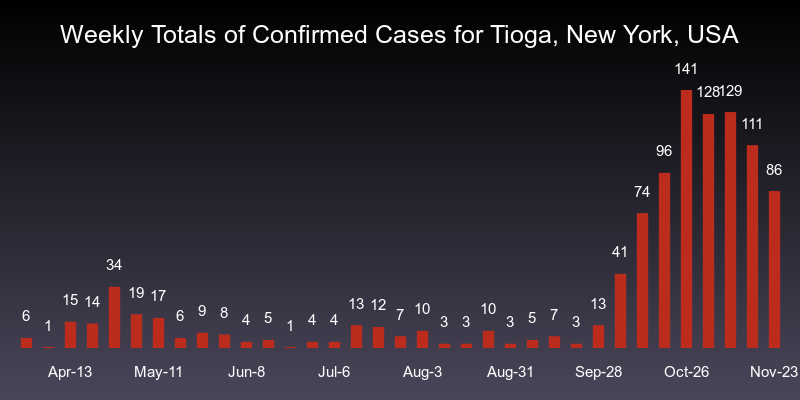 Weekly Totals of Confirmed Cases for Tioga, New York, USA
6 1 15 14 34 19 17 6 9 8 4 5 1 4 4 13 12 7 10 3 3 10 3 5 7 3 13 41 74 96 141 128 129 111 86
Apr-13 May-11 Jun-8 Jul-6 Aug-3 Aug-31 Sep-28 Oct-26 Nov-23